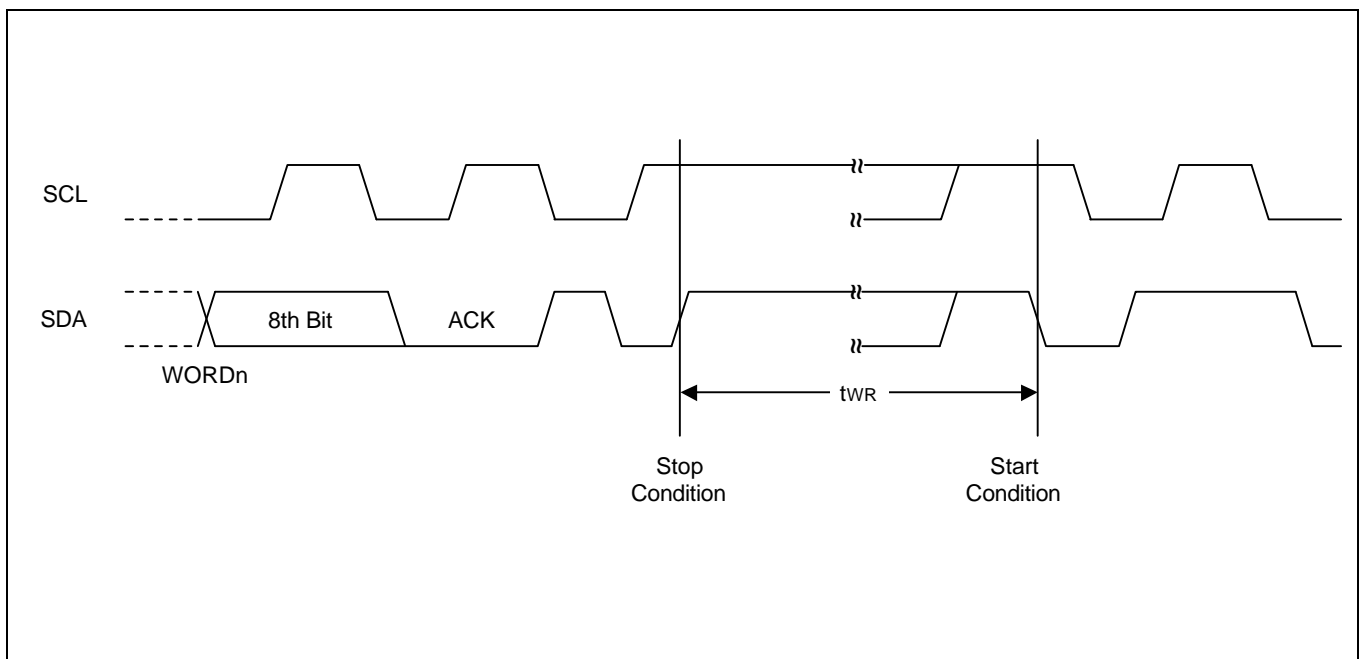 SCL
SDA
8th Bit
ACK
WORDn
tWR
Stop
Condition
Start
Condition